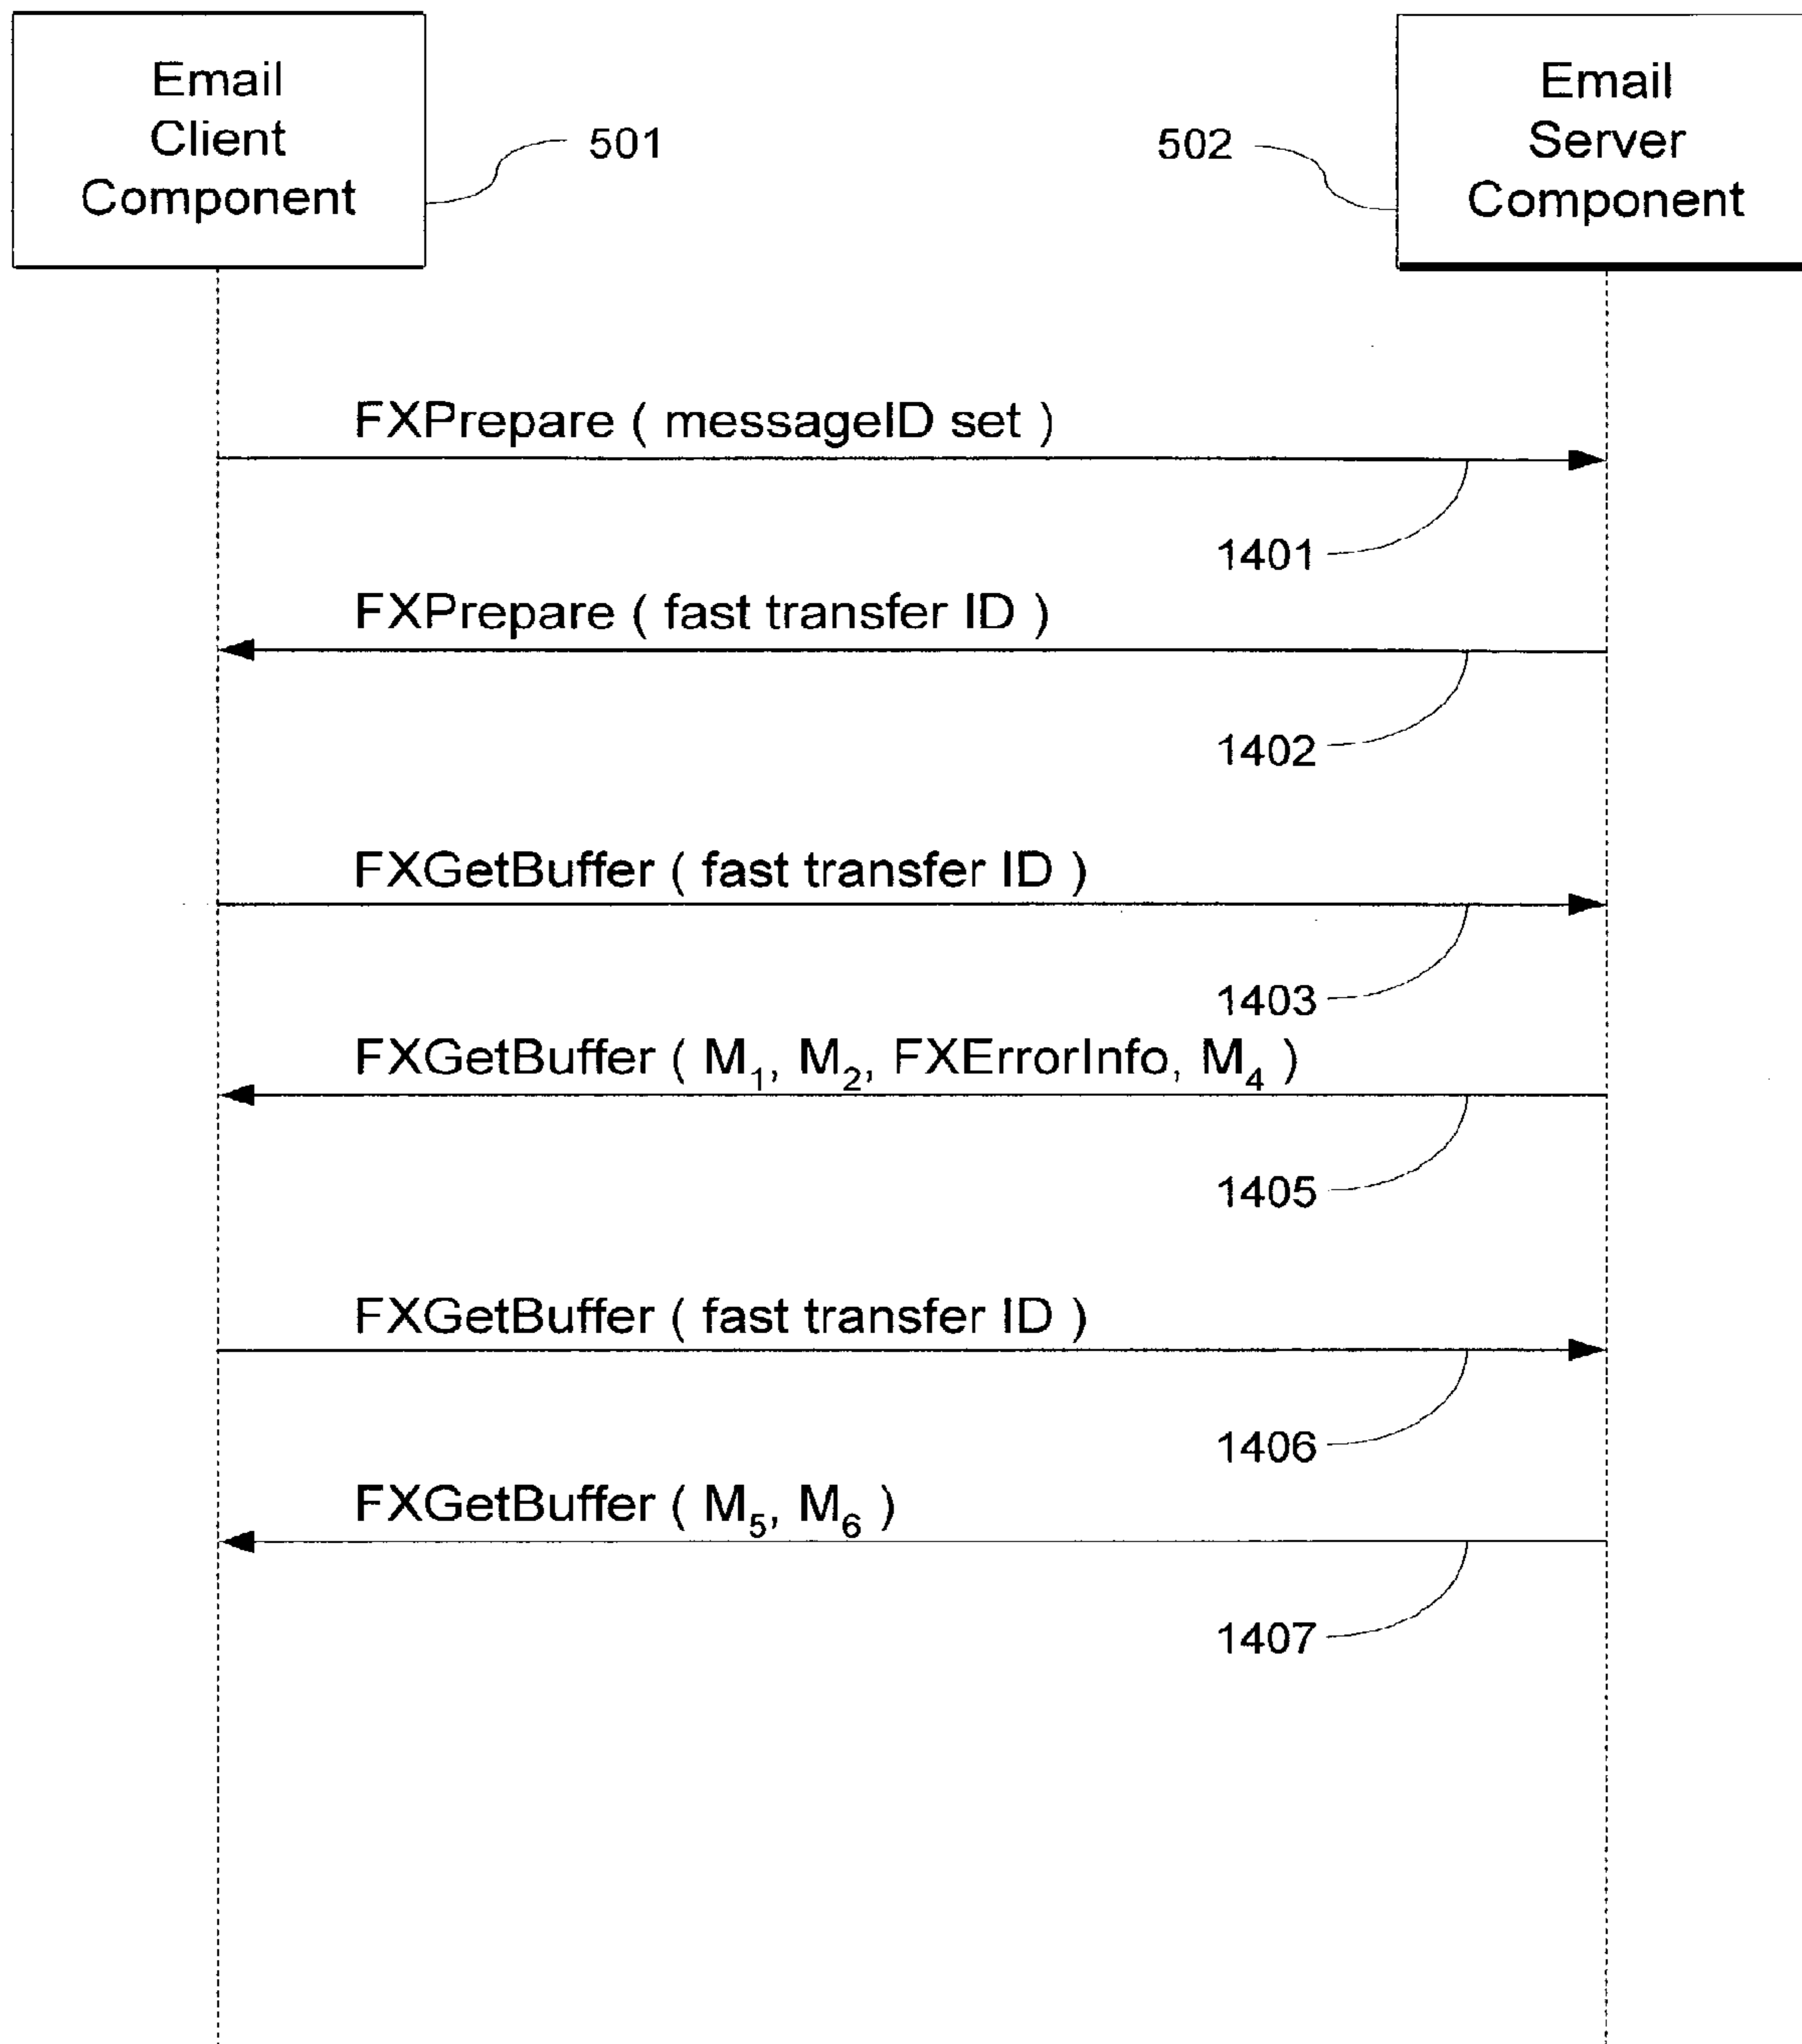 Email
Client
Component
501
502
Email
Server
Component
FXPrepare ( messageID set )
1401
FXPrepare ( fast transfer ID )
1402
FXGetBuffer ( fast transfer ID )
1403
FXGetBuffer ( M₁, M₂, FXErrorInfo, M₄ )
1405
FXGetBuffer ( fast transfer ID )
1406
FXGetBuffer ( M₅, M₆ )
1407